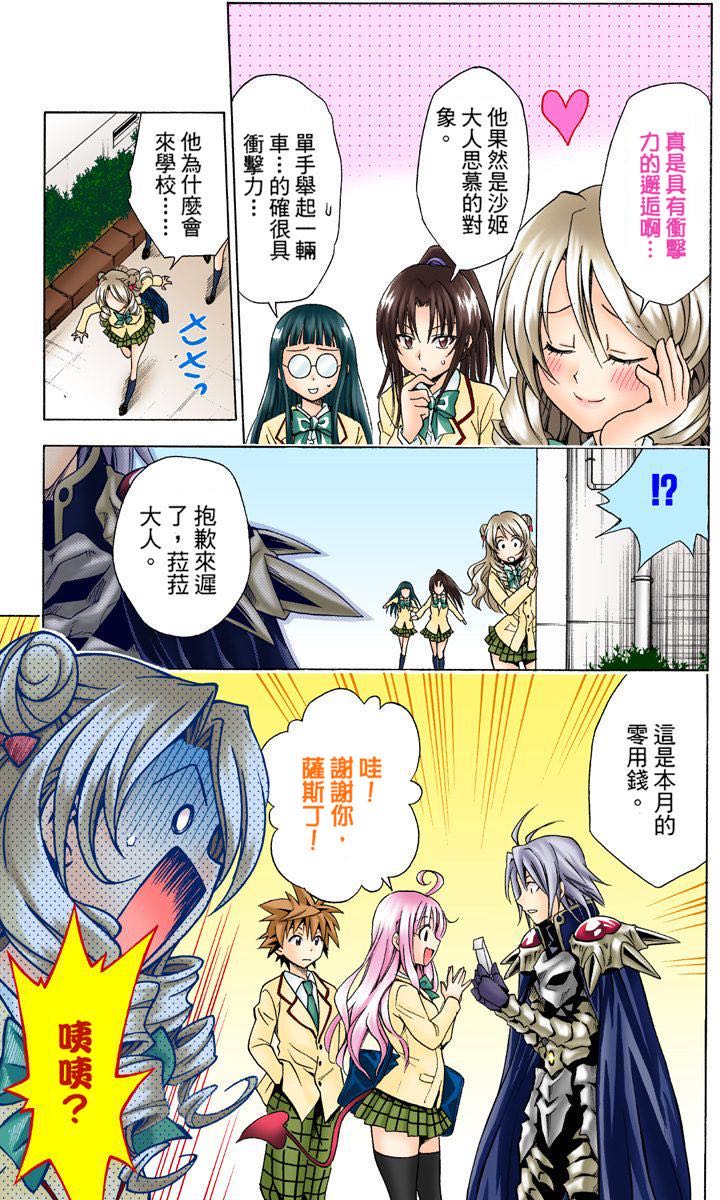 真是具有衝擊
力的邂逅啊…
他果然是沙姬
大人思慕的對
象。
單手舉起一輛
車…的確很具
衝擊力…
他為什麼會
來學校……
さささっ
!?
抱歉來遲
了，菈菈
大人。
這是本月的
零用錢。
哇！
謝謝你，
薩斯丁！
咦咦？